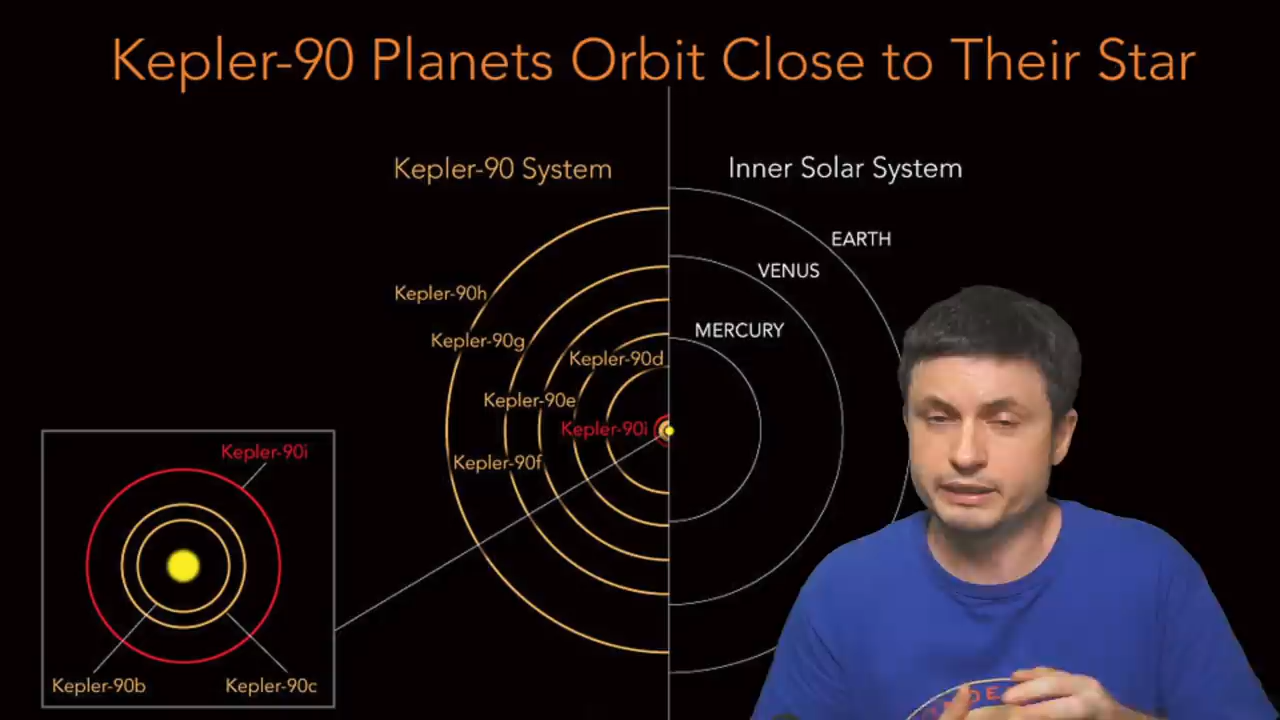 Kepler-90 Planets Orbit Close to Their Star
Kepler-90 System
Inner Solar System
EARTH
VENUS
Kepler-90h
MERCURY
Kepler-90g
Kepler-90d
Kepler-90e
Kepler-90i
Kepler-90f
Kepler-90i
Kepler-90b
Kepler-90c